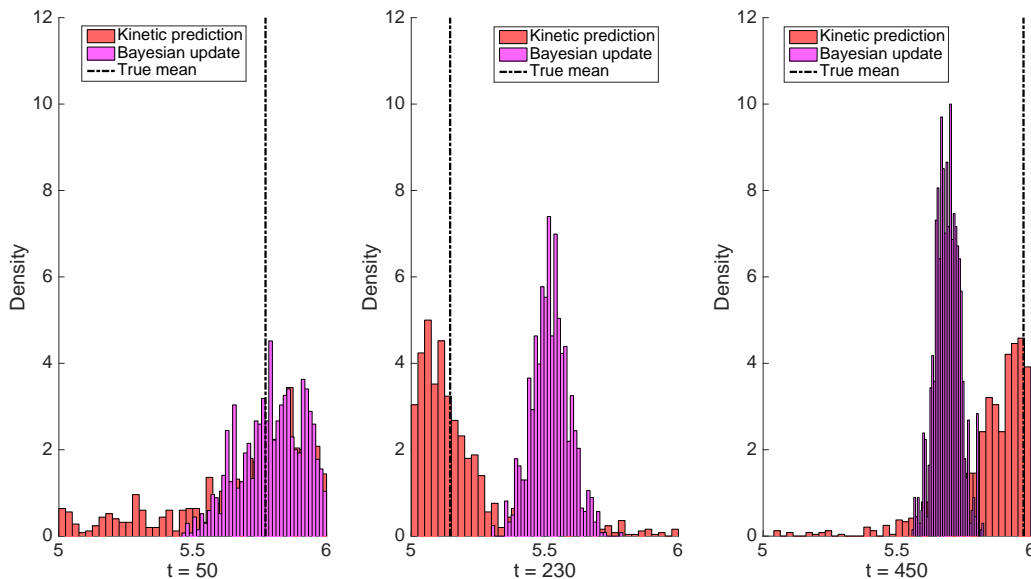 12
10
8
6
4
2
0
Density
5
5.5
6
t = 50
Kinetic prediction
Bayesian update
True mean
12
10
8
6
4
2
0
Density
5
5.5
6
t = 230
Kinetic prediction
Bayesian update
True mean
12
10
8
6
4
2
0
Density
5
5.5
6
t = 450
Kinetic prediction
Bayesian update
True mean